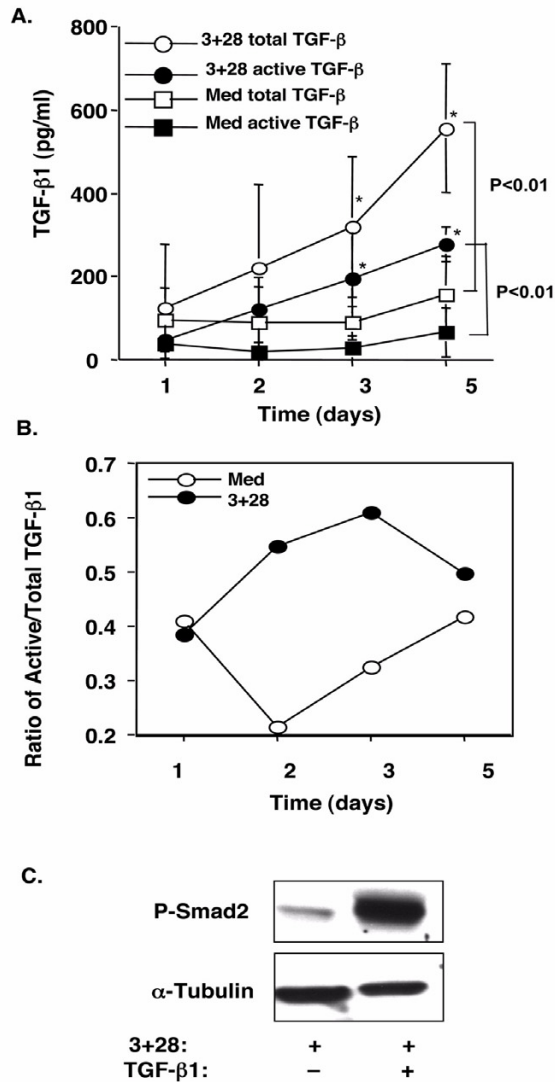 A.
800
600
400
200
0
TGF-β1 (pg/ml)
3+28 total TGF-β
3+28 active TGF-β
Med total TGF-β
Med active TGF-β
*
*
*
*
P<0.01
P<0.01
1 2 3 5
Time (days)
B.
0.7
0.6
0.5
0.4
0.3
0.2
Ratio of Active/Total TGF-β1
Med
3+28
1 2 3 5
Time (days)
C.
P-Smad2
α-Tubulin
3+28: + +
TGF-β1: – +